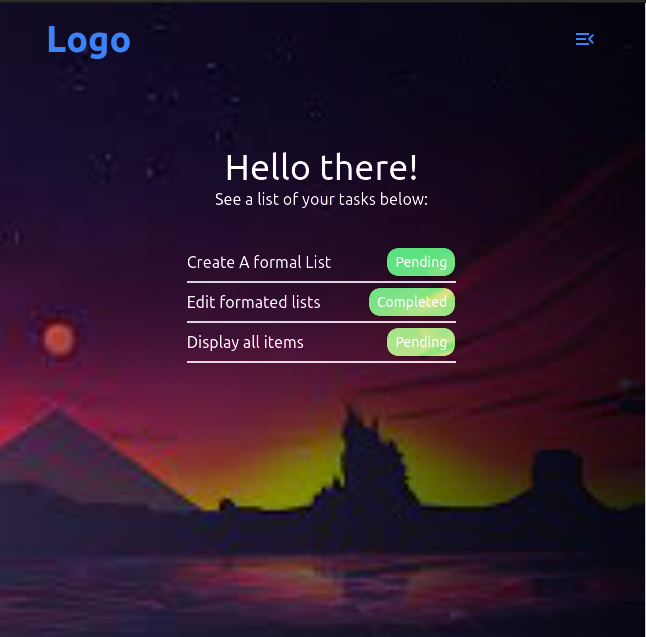 Logo
Hello there!
See a list of your tasks below:
Create A formal List Pending
Edit formated lists Completed
Display all items Pending